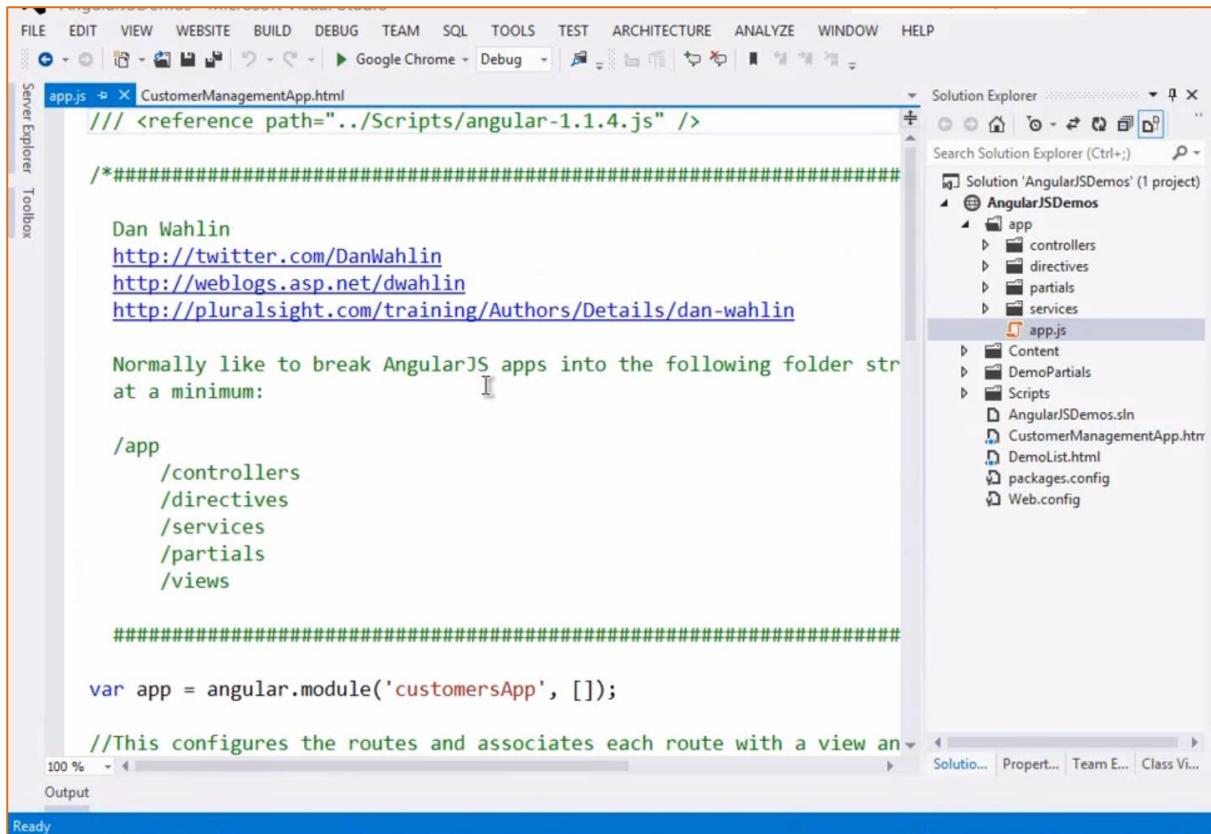 FILE EDIT VIEW WEBSITE BUILD DEBUG TEAM SQL TOOLS TEST ARCHITECTURE ANALYZE WINDOW HELP
Google Chrome Debug
Server Explorer
Toolbox
app.js CustomerManagementApp.html
/// <reference path="../Scripts/angular-1.1.4.js" />
/*###################################################################
Dan Wahlin
http://twitter.com/DanWahlin
http://weblogs.asp.net/dwahlin
http://pluralsight.com/training/Authors/Details/dan-wahlin
Normally like to break AngularJS apps into the following folder str
at a minimum:
/app
/controllers
/directives
/services
/partials
/views
###################################################################
var app = angular.module('customersApp', []);
//This configures the routes and associates each route with a view an
100 %
Output
Ready
Solution Explorer
Search Solution Explorer (Ctrl+;)
Solution 'AngularJSDemos' (1 project)
AngularJSDemos
app
controllers
directives
partials
services
app.js
Content
DemoPartials
Scripts
AngularJSDemos.sln
CustomerManagementApp.htm
DemoList.html
packages.config
Web.config
Solutio... Propert... Team E... Class Vi...